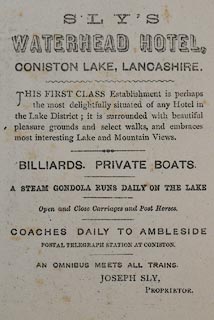 SLY'S
WATERHEAD HOTEL,
CONISTON LAKE, LANCASHIRE.
THIS FIRST CLASS Establishment is perhaps
the most delightfully situated of any Hotel in
the Lake District; it is surrounded with beautiful
pleasure grounds and select walks, and embraces
most interesting Lake and Mountain Views.
BILLIARDS. PRIVATE BOATS.
A STEAM GONDOLA RUNS DAILY ON THE LAKE
Open and Close Carriages and Post Horses.
COACHES DAILY TO AMBLESIDE
POSTAL TELEGRAPH STATION AT CONISTON.
AN OMNIBUS MEETS ALL TRAINS.
JOSEPH SLY,
PROPRIETOR.